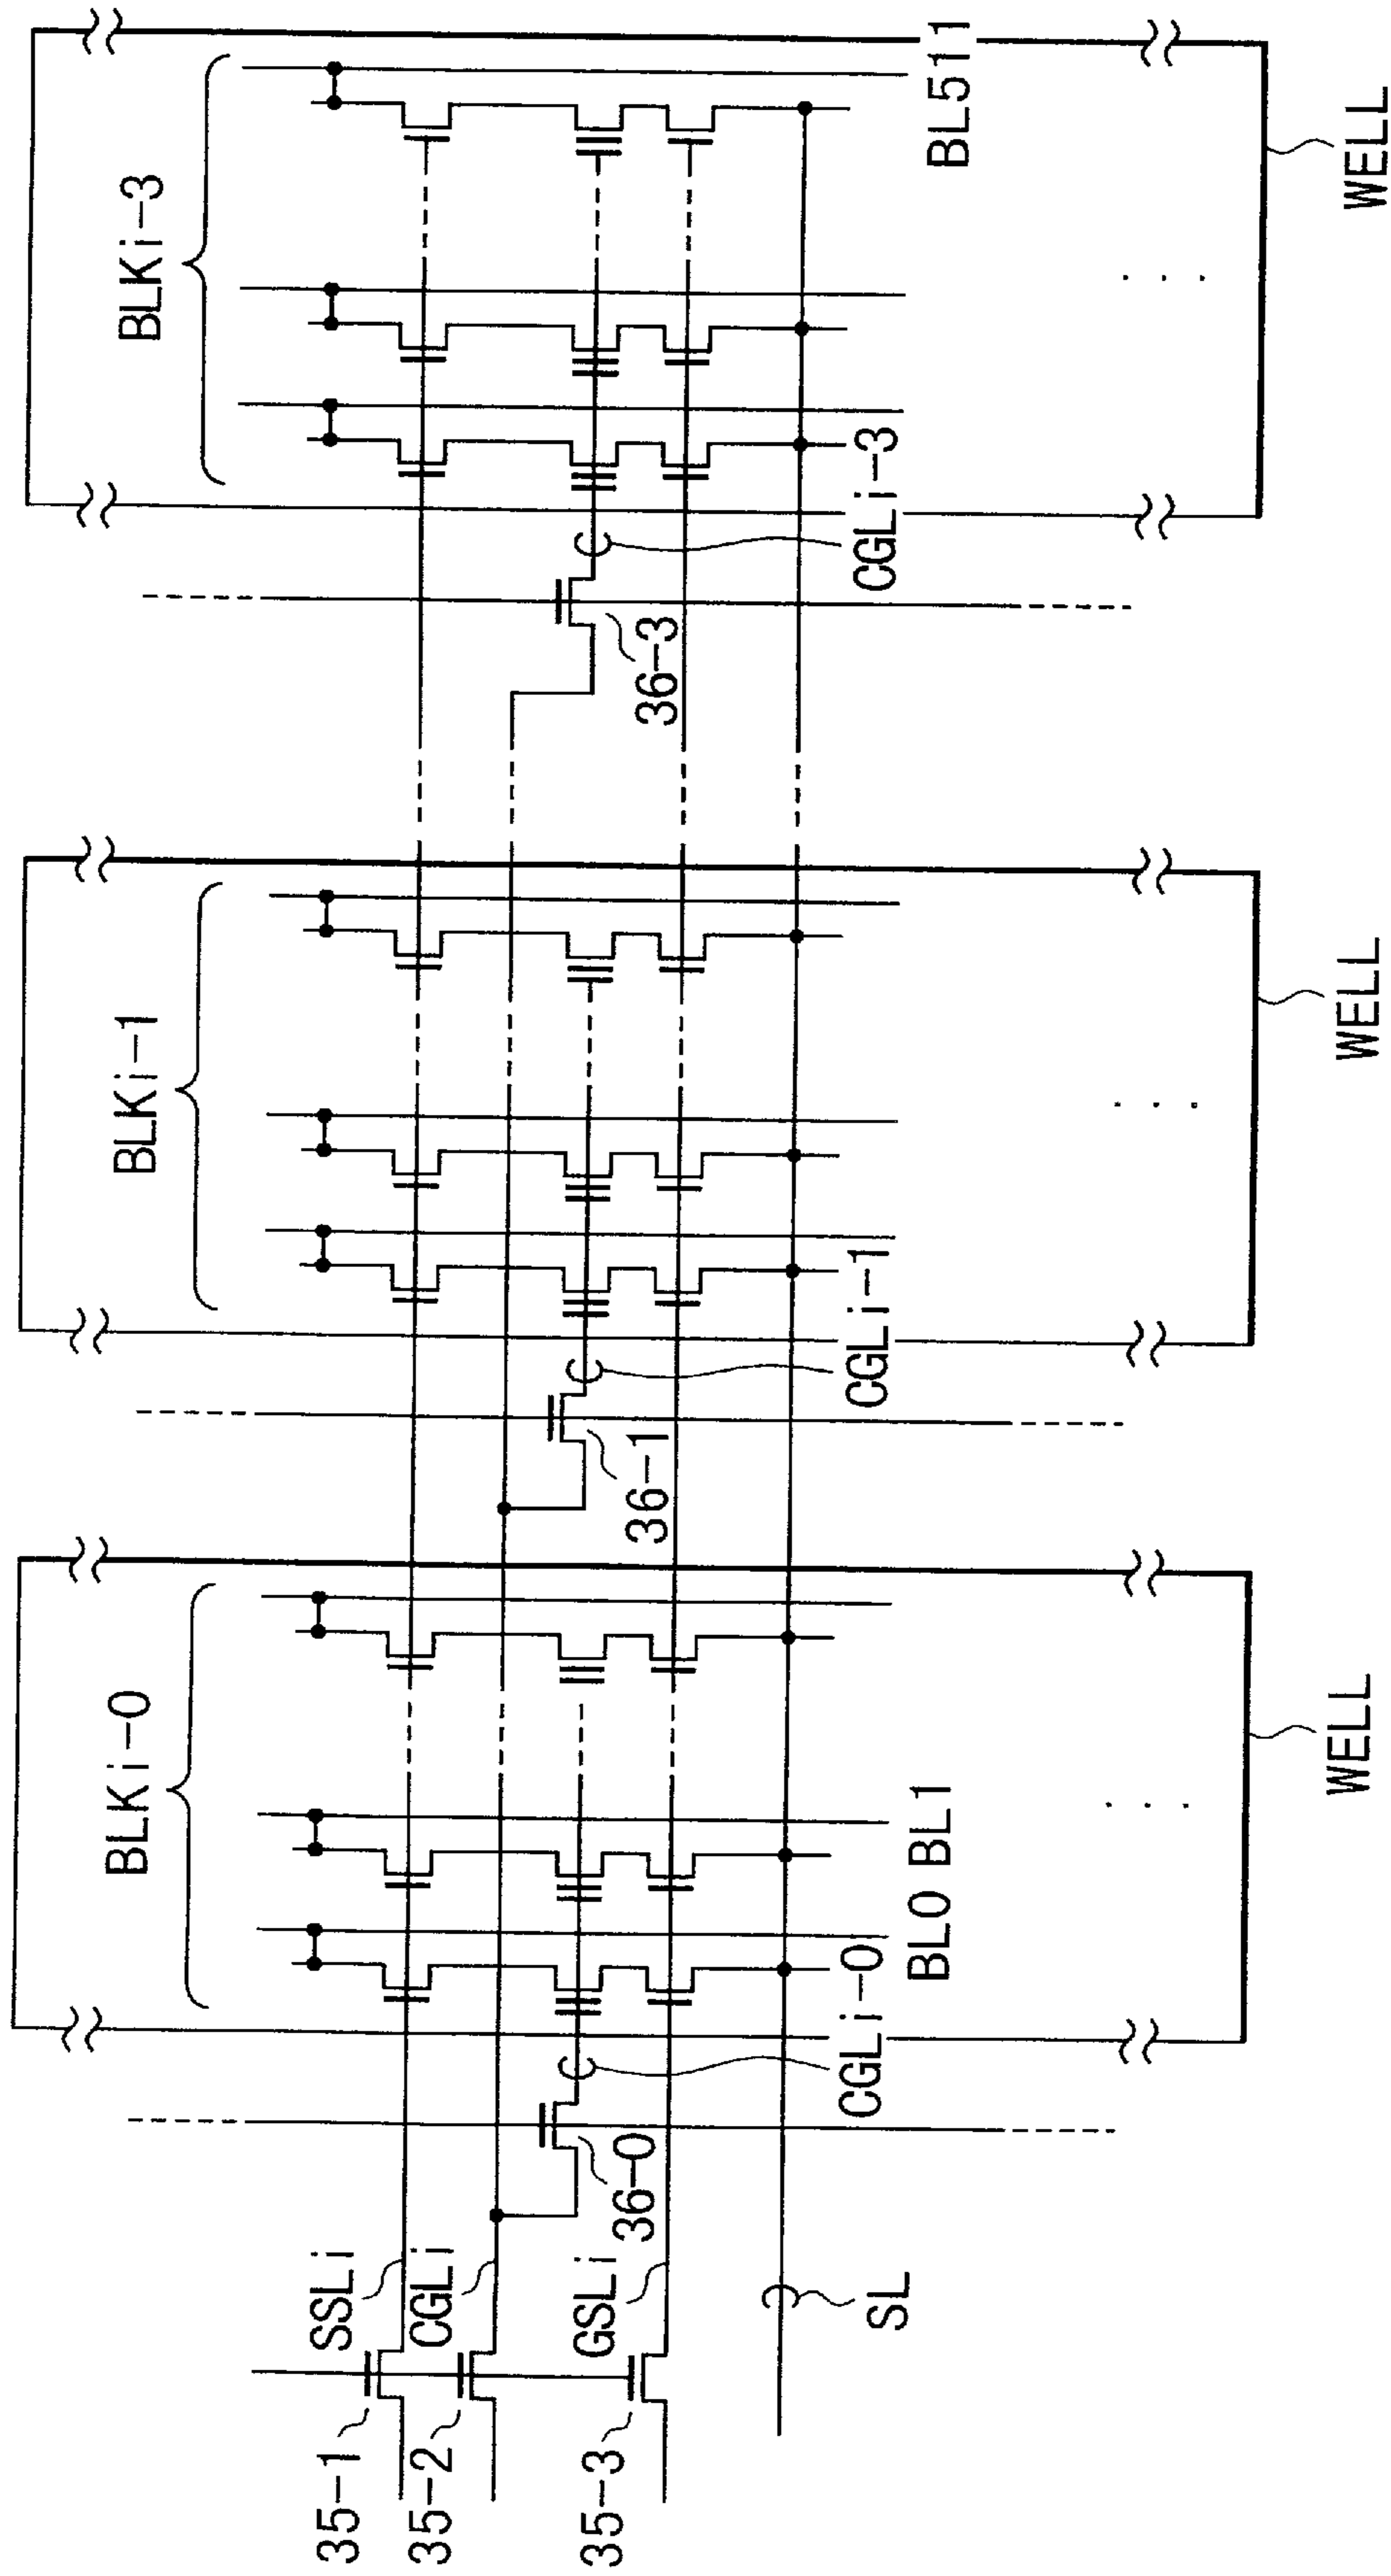 BLKi-0
BLKi-1
BLKi-3
35-1
SSLi
35-2
CGLi
36-0
36-1
36-3
35-3
GSLi
SL
CGLi-0
CGLi-1
CGLi-3
BL0
BL1
BL511
WELL
WELL
WELL